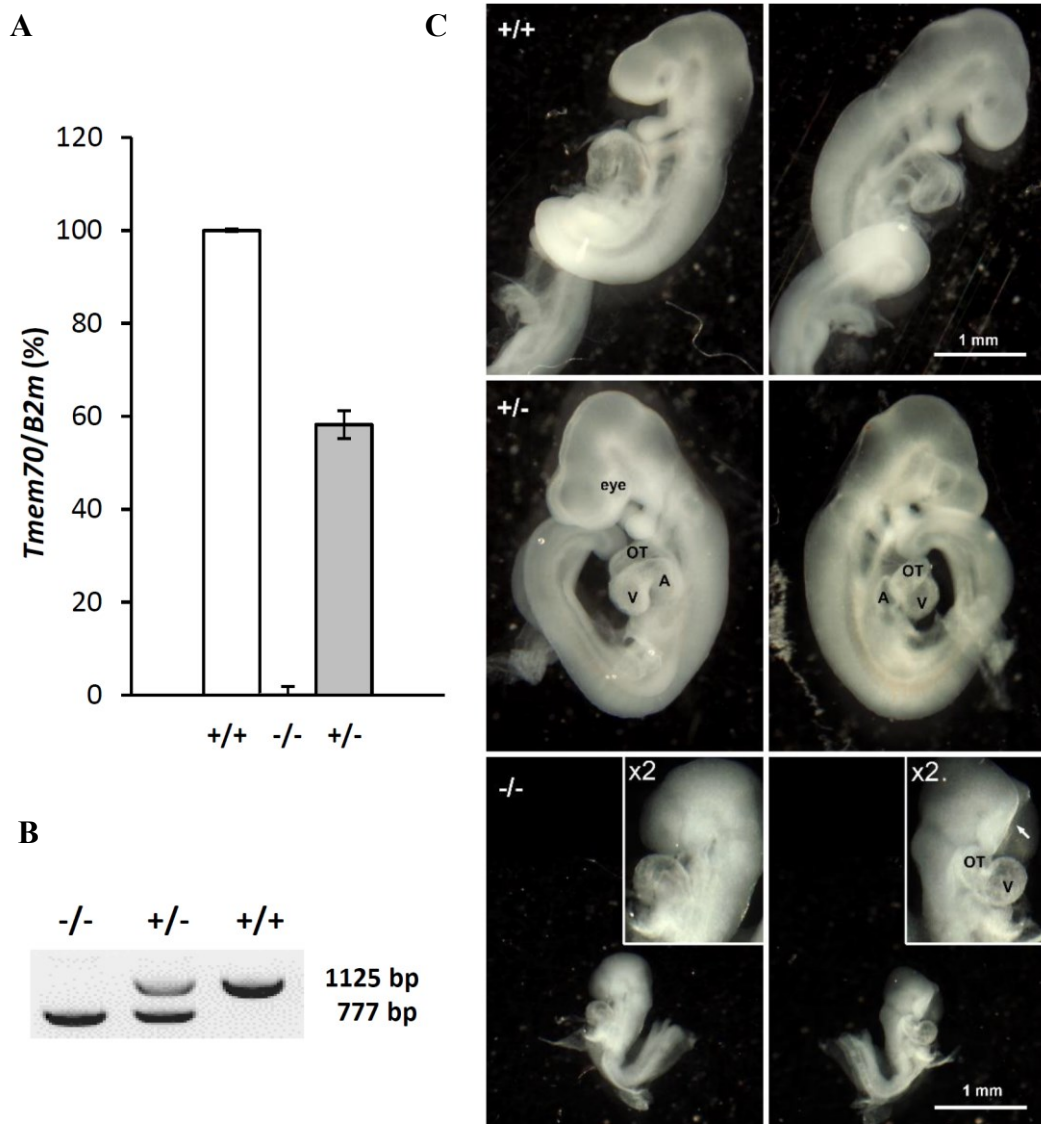 A
120
100
80
60
40
20
0
Tmem70/B2m (%)
+/+ -/- +/-
B
-/- +/- +/+
1125 bp
777 bp
C
+/+
1 mm
+/-
eye
OT
A
V
OT
A
V
-/-
x2
x2.
OT
V
1 mm